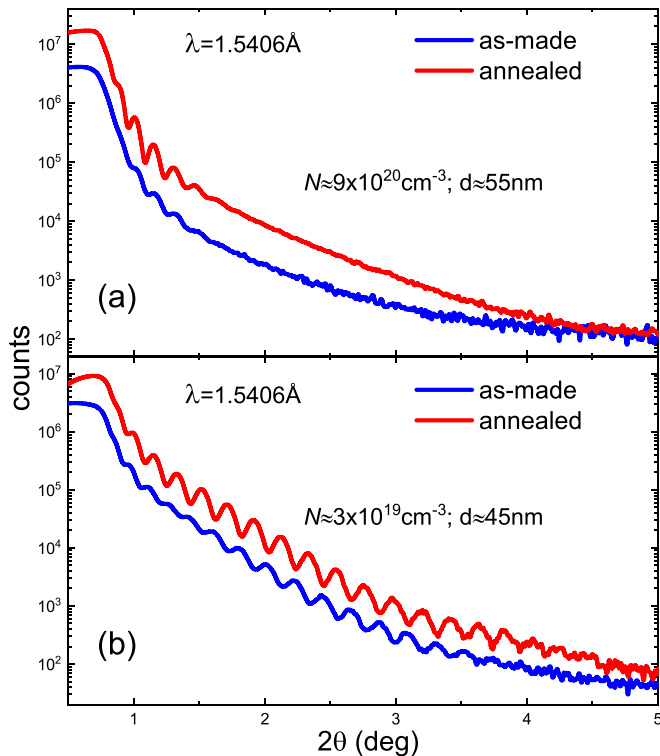 10⁷
10⁶
10⁵
10⁴
10³
10²
λ=1.5406Å
as-made
annealed
N≈9x10²⁰cm⁻³; d≈55nm
(a)
counts
10⁷
10⁶
10⁵
10⁴
10³
10²
λ=1.5406Å
as-made
annealed
N≈3x10¹⁹cm⁻³; d≈45nm
(b)
1 2 3 4 5
2θ (deg)